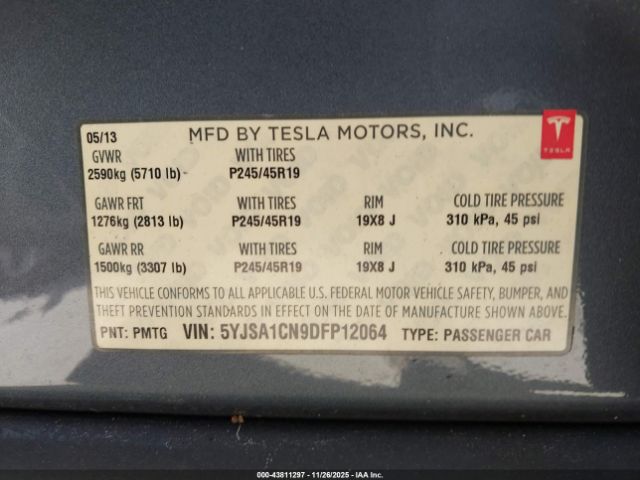 05/13 MFD BY TESLA MOTORS, INC.
TESLA
GVWR WITH TIRES
2590kg (5710 lb)- P245/45R19
GAWR FRT WITH TIRES RIM COLD TIRE PRESSURE
1276kg (2813 lb) P245/45R19 19X8 J 310 kPa, 45 psi
GAWR RR WITH TIRES RIM COLD TIRE PRESSURE
1500kg (3307 lb) P245/45R19 19X8 J 310 kPa, 45 psi
THIS VEHICLE CONFORMS TO ALL APPLICABLE U.S. FEDERAL MOTOR VEHICLE SAFETY, BUMPER, AND
THEFT PREVENTION STANDARDS IN EFFECT ON THE DATE OF MANUFACTURE SHOWN ABOVE.
PNT: PMTG VIN: 5YJSA1CN9DFP12064 TYPE: PASSENGER CAR
000-43811297 - 11/26/2025 - IAA Inc.